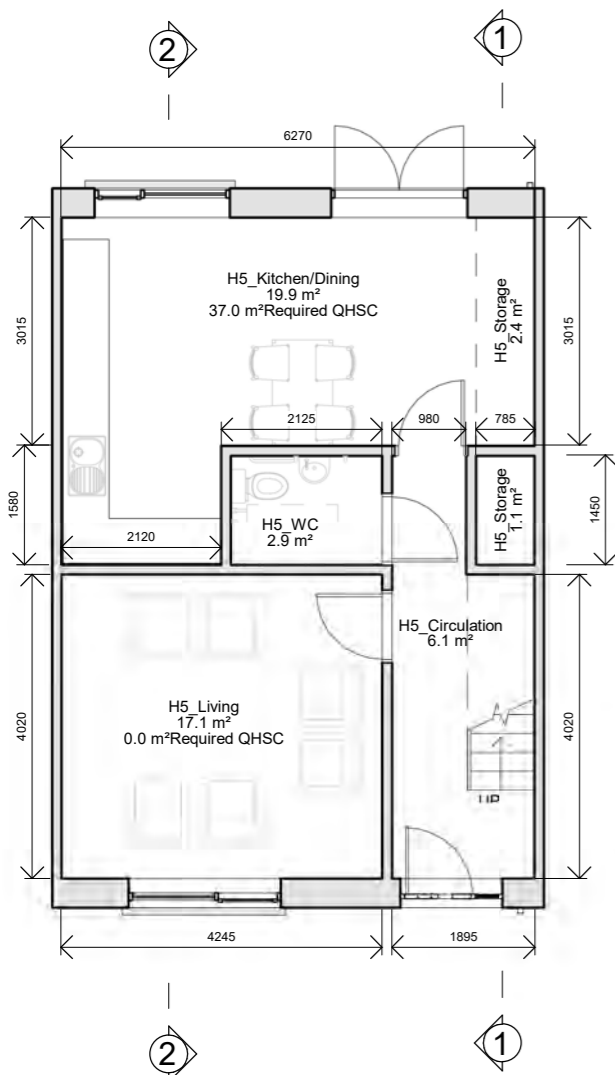 2
1
6270
H5_Kitchen/Dining
19.9 m²
37.0 m²Required QHSC
H5_Storage
2.4 m²
3015
3015
2125
980
785
H5_WC
2.9 m²
H5_Storage
1.1 m²
1580
1450
2120
H5_Circulation
6.1 m²
H5_Living
17.1 m²
0.0 m²Required QHSC
4020
4020
UP
4245
1895
2
1